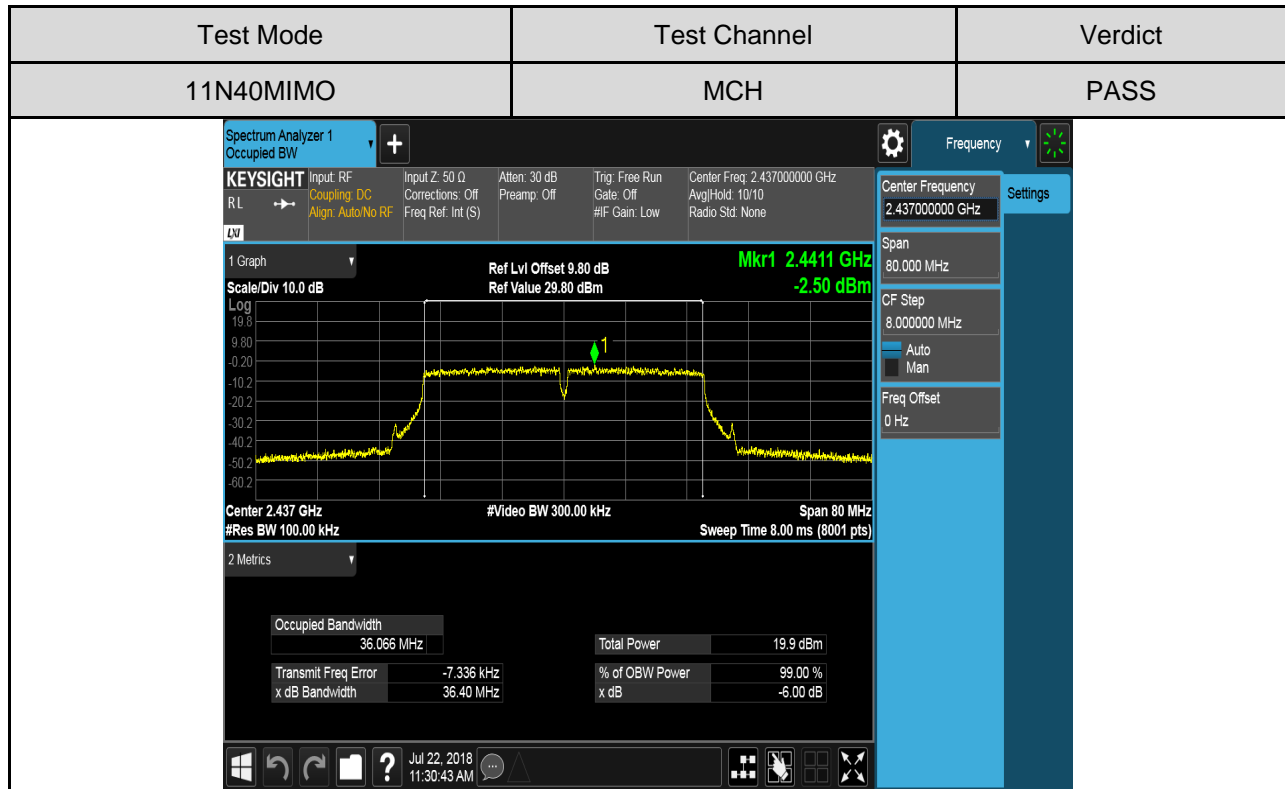 Test Mode Test Channel Verdict
11N40MIMO MCH PASS
Spectrum Analyzer 1
Occupied BW
+
Frequency
KEYSIGHT
RL
LXI
Input: RF
Coupling: DC
Align: Auto/No RF
Input Z: 50 Ω
Corrections: Off
Freq Ref: Int (S)
Atten: 30 dB
Preamp: Off
Trig: Free Run
Gate: Off
#IF Gain: Low
Center Freq: 2.437000000 GHz
Avg|Hold: 10/10
Radio Std: None
Center Frequency
2.437000000 GHz
Settings
Span
80.000 MHz
CF Step
8.000000 MHz
Auto
Man
Freq Offset
0 Hz
1 Graph
Scale/Div 10.0 dB
Ref Lvl Offset 9.80 dB
Ref Value 29.80 dBm
Mkr1 2.4411 GHz
-2.50 dBm
Log
19.8
9.80
-0.20
-10.2
-20.2
-30.2
-40.2
-50.2
-60.2
1
Center 2.437 GHz #Video BW 300.00 kHz Span 80 MHz
#Res BW 100.00 kHz Sweep Time 8.00 ms (8001 pts)
2 Metrics
Occupied Bandwidth
36.066 MHz Total Power 19.9 dBm
Transmit Freq Error -7.336 kHz % of OBW Power 99.00 %
x dB Bandwidth 36.40 MHz x dB -6.00 dB
?
Jul 22, 2018
11:30:43 AM